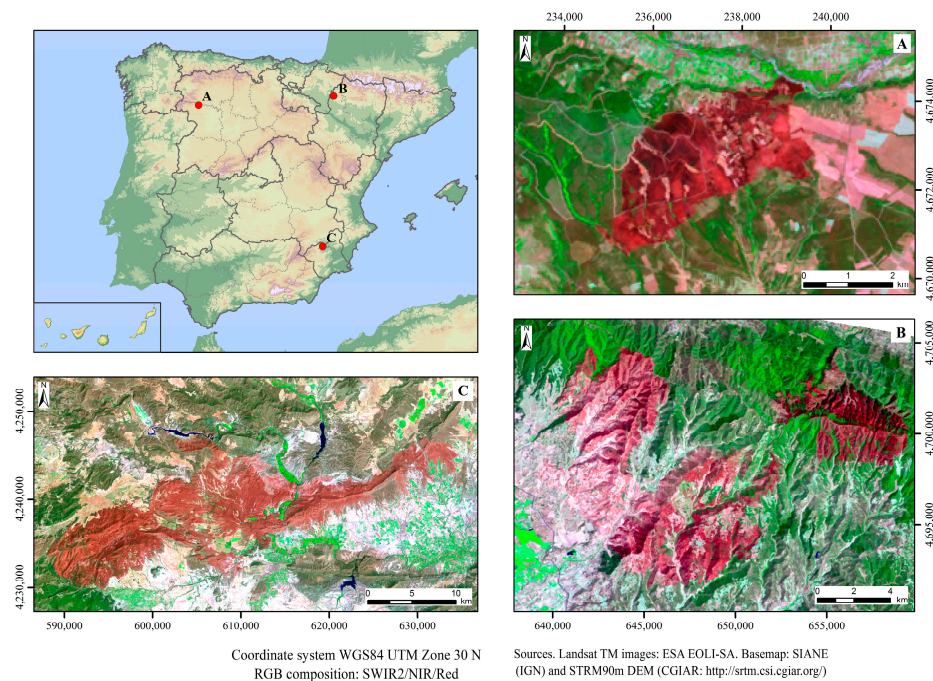 234,000 236,000 238,000 240,000
N
A
A
B
C
4.674,000
4.672,000
4.670,000
0 1 2
km
N
B
4.705,000
4.700,000
4.695,000
0 2 4
km
640,000 645,000 650,000 655,000
N
C
4.250,000
4.240,000
4.230,000
0 5 10
km
590,000 600,000 610,000 620,000 630,000
Coordinate system WGS84 UTM Zone 30 N
RGB composition: SWIR2/NIR/Red
Sources. Landsat TM images: ESA EOLI-SA. Basemap: SIANE
(IGN) and STRM90m DEM (CGIAR: http://srtm.csi.cgiar.org/)